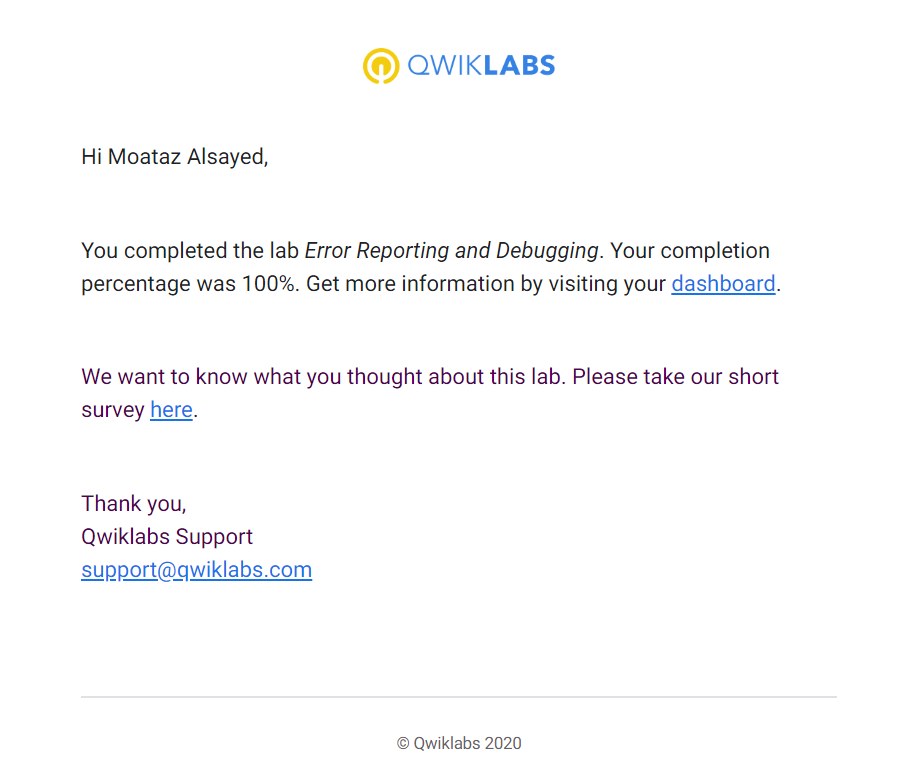 QWIKLABS
Hi Moataz Alsayed,
You completed the lab Error Reporting and Debugging. Your completion
percentage was 100%. Get more information by visiting your dashboard.
We want to know what you thought about this lab. Please take our short
survey here.
Thank you,
Qwiklabs Support
support@qwiklabs.com
© Qwiklabs 2020